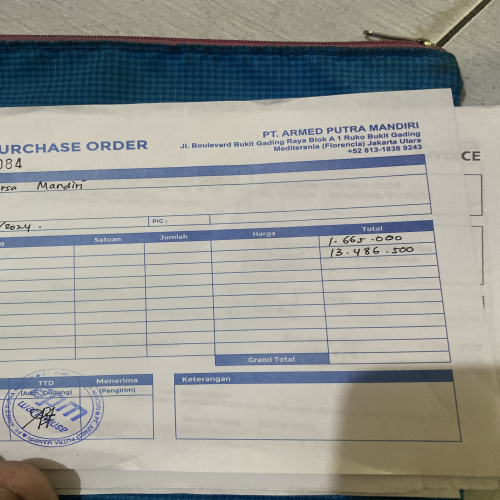 PT. ARMED PUTRA MANDIRI
Jl. Boulevard Bukit Gading Raya Blok A 1 Ruko Bukit Gading
Mediterania (Florencia) Jakarta Utara
+52 813-1838 9243
URCHASE ORDER
084
rsa Mandiri
/2024.
PIC :
g Satuan Jumlah Harga Total
1.665.000
13.486.500
Grand Total
TTD Menerima Keterangan
(Adm. Gudang) (Pengirim)
OICE